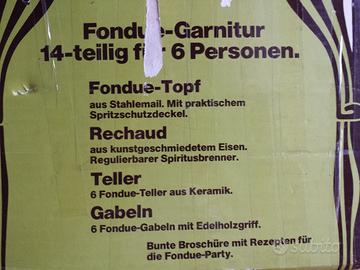 Fondue-Garnitur
14-teilig für 6 Personen.
Fondue-Topf
aus Stahlemail. Mit praktischem
Spritzschutzdeckel.
Rechaud
aus kunstgeschmiedetem Eisen.
Regulierbarer Spiritusbrenner.
Teller
6 Fondue-Teller aus Keramik.
Gabeln
6 Fondue-Gabeln mit Edelholzgriff.
Bunte Broschüre mit Rezepten für
die Fondue-Party.
subito